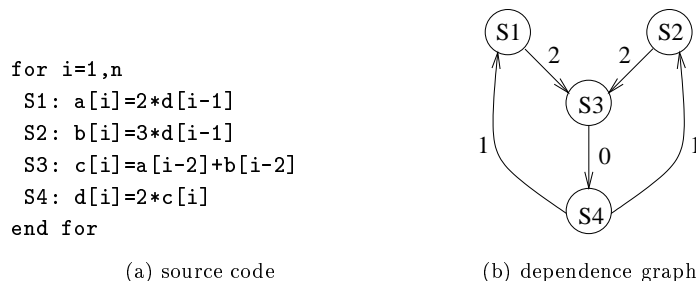 for i=1,n
S1: a[i]=2*d[i-1]
S2: b[i]=3*d[i-1]
S3: c[i]=a[i-2]+b[i-2]
S4: d[i]=2*c[i]
end for
(a) source code
S1
S2
2
2
S3
1
0
1
S4
(b) dependence graph